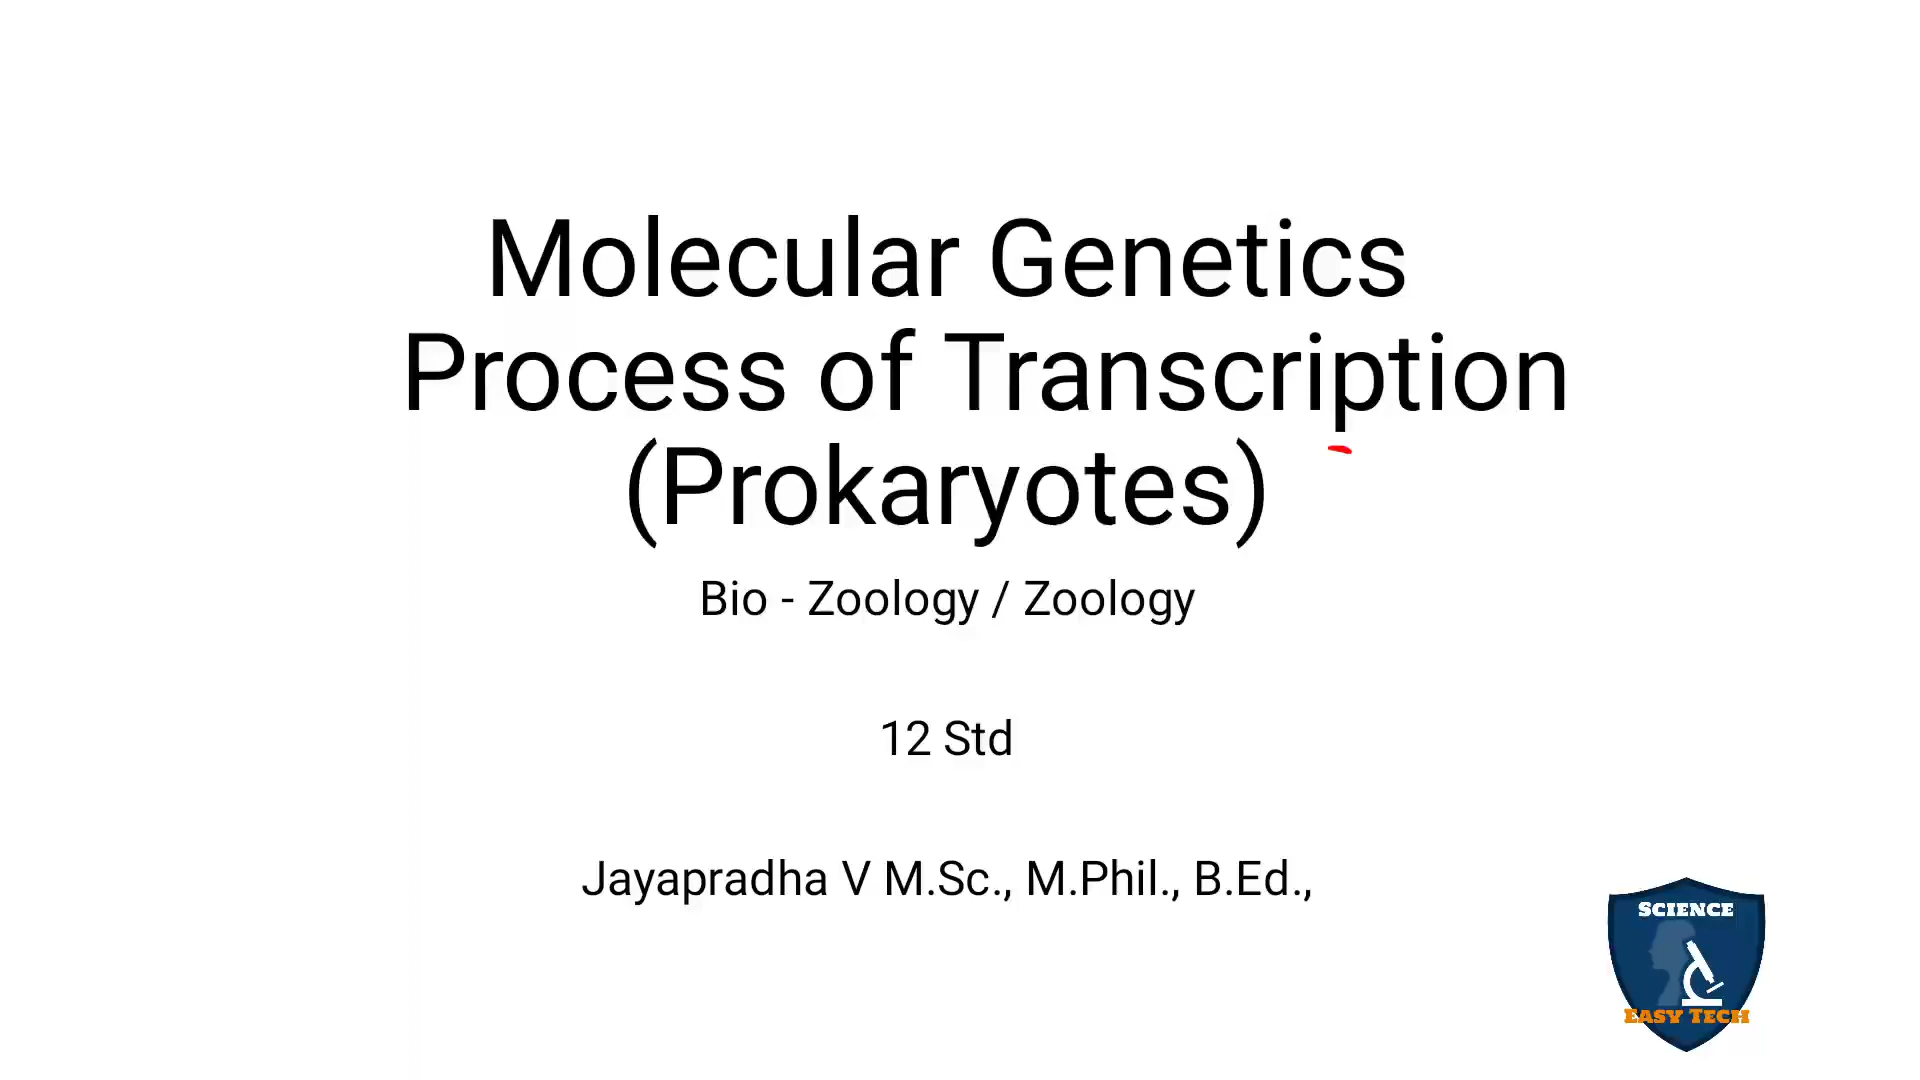 Molecular Genetics
Process of Transcription
(Prokaryotes)
Bio - Zoology / Zoology
12 Std
Jayapradha V M.Sc., M.Phil., B.Ed.,
SCIENCE
EASY TECH